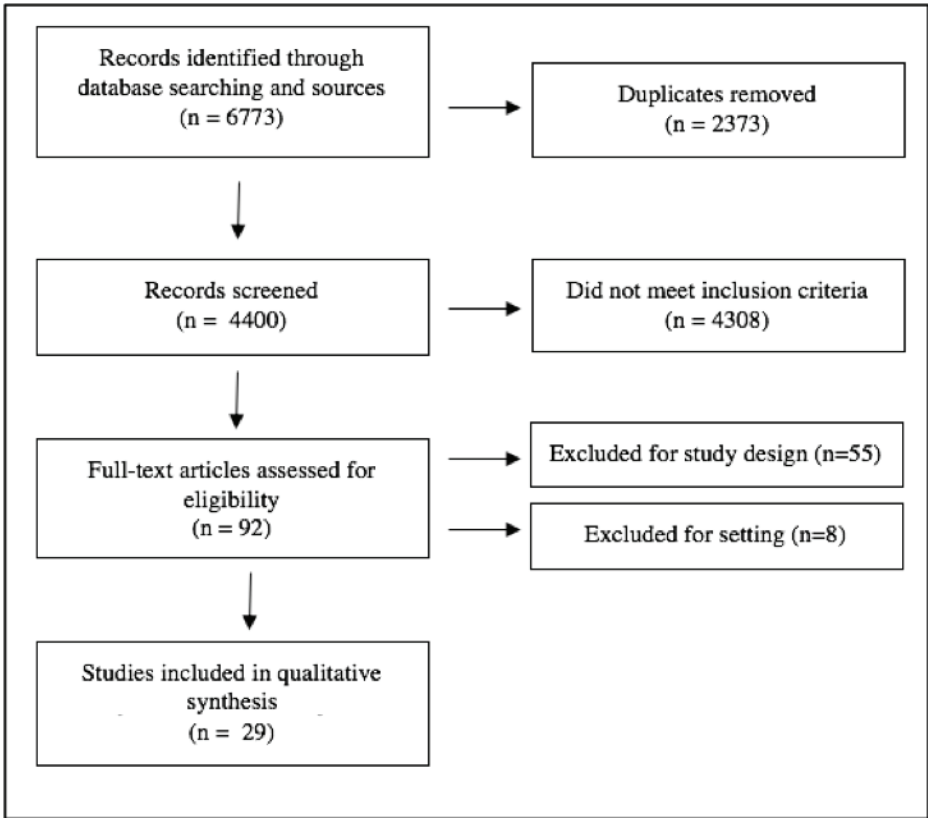 Records identified through
database searching and sources
(n = 6773)
Duplicates removed
(n = 2373)
Records screened
(n = 4400)
Did not meet inclusion criteria
(n = 4308)
Full-text articles assessed for
eligibility
(n = 92)
Excluded for study design (n=55)
Excluded for setting (n=8)
Studies included in qualitative
synthesis
(n = 29)